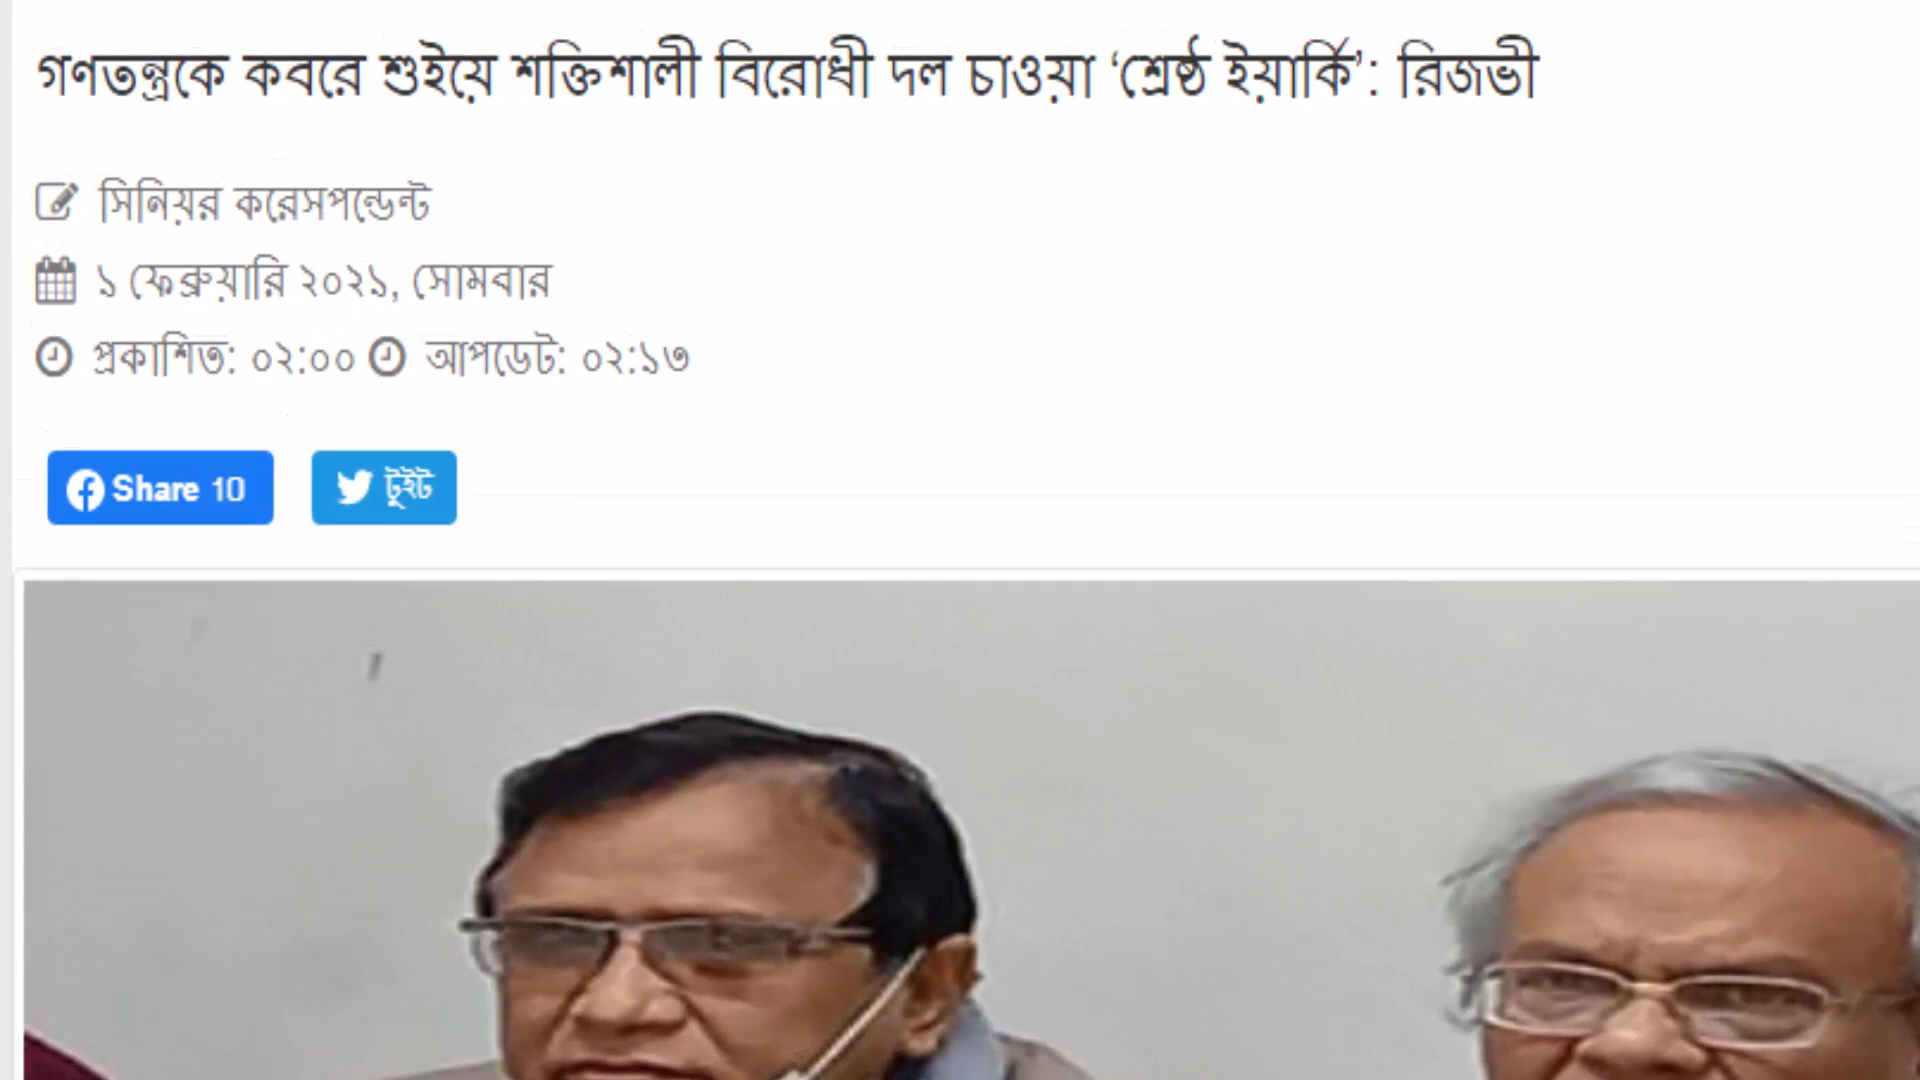 গণতন্ত্রকে কবরে শুইয়ে শক্তিশালী বিরোধী দল চাওয়া ‘শ্রেষ্ঠ ইয়ার্কি’: রিজভী
সিনিয়র করেসপন্ডেন্ট
১ ফেব্রুয়ারি ২০২১, সোমবার
প্রকাশিত: ০২:০০ আপডেট: ০২:১৩
Share 10 টুইট